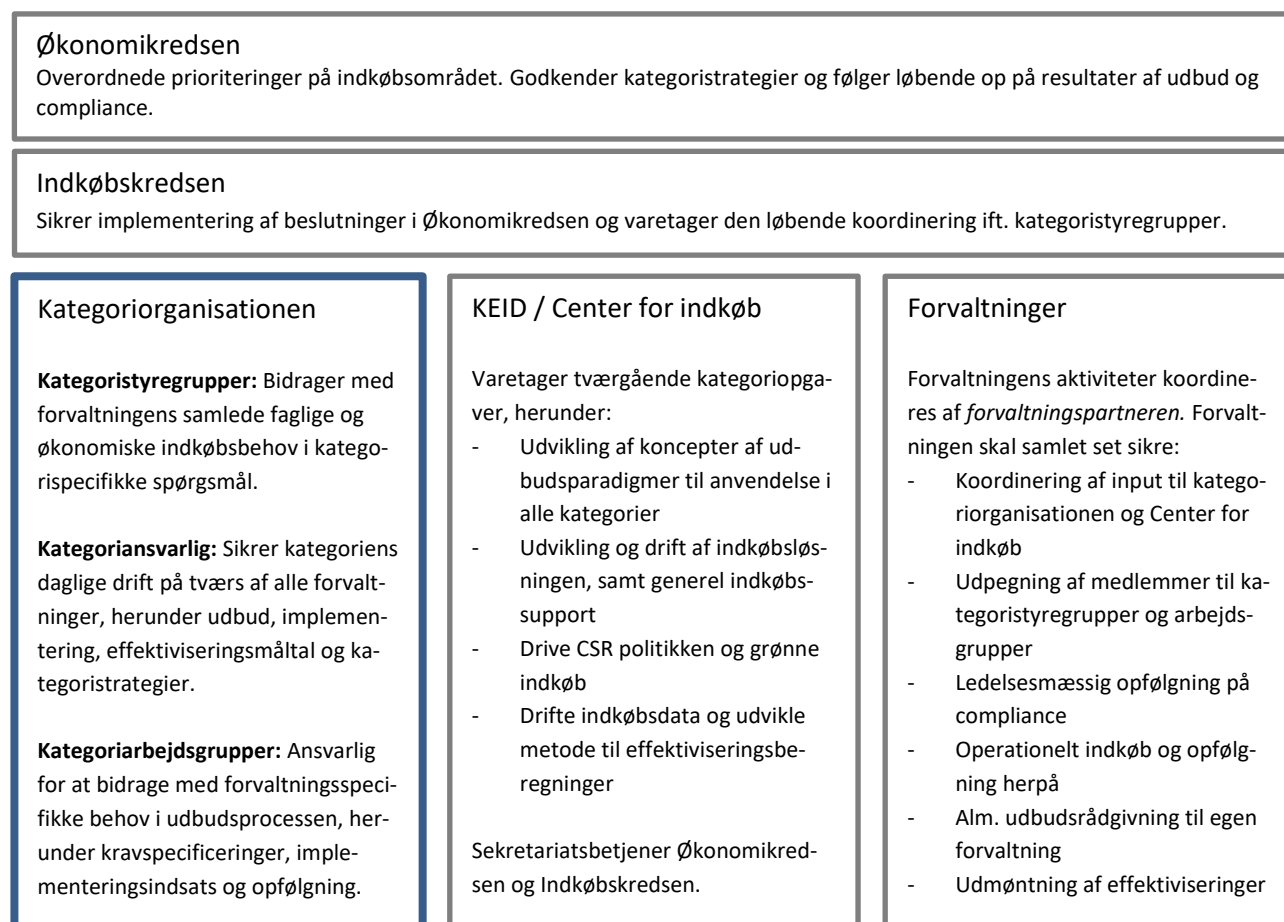 Økonomikredsen
Overordnede prioriteringer på indkøbsområdet. Godkender kategoristrategier og følger løbende op på resultater af udbud og
compliance.
Indkøbskredsen
Sikrer implementering af beslutninger i Økonomikredsen og varetager den løbende koordinering ift. kategoristyregrupper.
Kategoriorganisationen
Kategoristyregrupper: Bidrager med
forvaltningens samlede faglige og
økonomiske indkøbsbehov i katego-
rispecifikke spørgsmål.
Kategoriansvarlig: Sikrer kategoriens
daglige drift på tværs af alle forvalt-
ninger, herunder udbud, implemen-
tering, effektiviseringsmåltal og ka-
tegoristrategier.
Kategoriarbejdsgrupper: Ansvarlig
for at bidrage med forvaltningsspeci-
fikke behov i udbudsprocessen, her-
under kravspecificeringer, imple-
menteringsindsats og opfølgning.
KEID / Center for indkøb
Varetager tværgående kategoriopga-
ver, herunder:
- Udvikling af koncepter af ud-
budsparadigmer til anvendelse i
alle kategorier
- Udvikling og drift af indkøbsløs-
ningen, samt generel indkøbs-
support
- Drive CSR politikken og grønne
indkøb
- Drifte indkøbsdata og udvikle
metode til effektiviseringsbe-
regninger
Sekretariatsbetjener Økonomikred-
sen og Indkøbskredsen.
Forvaltninger
Forvaltningens aktiviteter koordine-
res af forvaltningspartneren. Forvalt-
ningen skal samlet set sikre:
- Koordinering af input til katego-
riorganisationen og Center for
indkøb
- Udpegning af medlemmer til ka-
tegoristyregrupper og arbejds-
grupper
- Ledelsesmæssig opfølgning på
compliance
- Operationelt indkøb og opfølg-
ning herpå
- Alm. udbudsrådgivning til egen
forvaltning
- Udmøntning af effektiviseringer